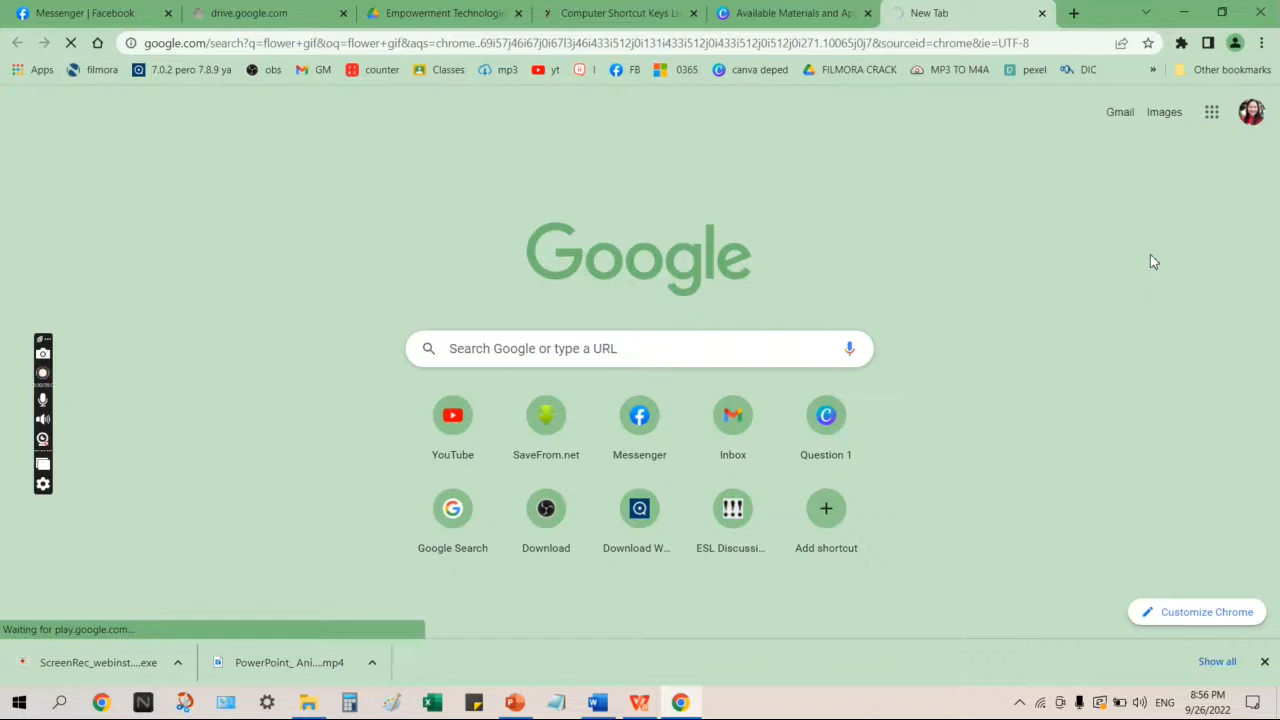 Messenger | Facebook
drive.google.com
Empowerment Technologie
Computer Shortcut Keys Li
Available Materials and Ap
New Tab
google.com/search?q=flower+gif&oq=flower+gif&aqs=chrome..69i57j46i67j0i67l3j46i433i512j0i131i433i512j0i512j0i271.10065j0j7&sourceid=chrome&ie=UTF-8
Apps
filmora
7.0.2 pero 7.8.9 ya
obs
GM
counter
Classes
mp3
yt
I
FB
0365
canva deped
FILMORA CRACK
MP3 TO M4A
pexel
DIC
»
Other bookmarks
Gmail
Images
Google
Search Google or type a URL
YouTube
SaveFrom.net
Messenger
Inbox
Question 1
Google Search
Download
Download W...
ESL Discussi...
Add shortcut
Customize Chrome
Waiting for play.google.com...
ScreenRec_webinst....exe
PowerPoint_ Ani....mp4
Show all
ENG
8:56 PM
9/26/2022